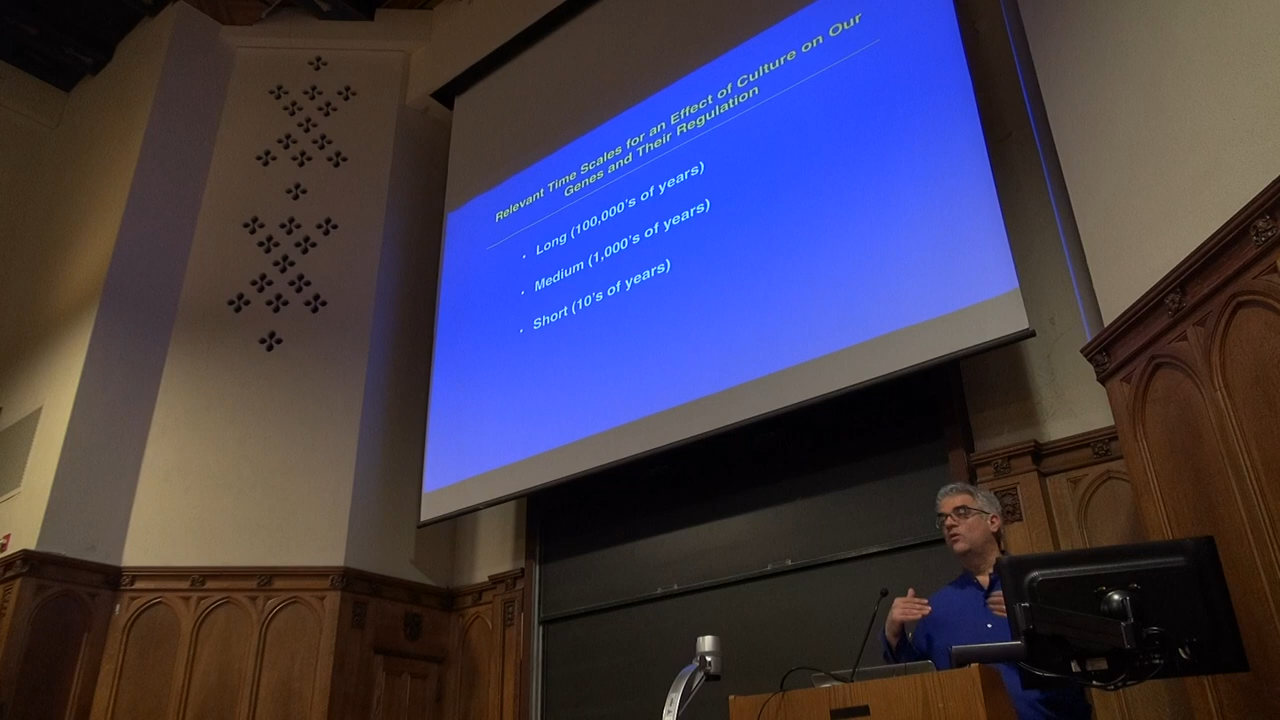 Relevant Time Scales for an Effect of Culture on Our
Genes and Their Regulation
• Long (100,000's of years)
• Medium (1,000's of years)
• Short (10's of years)